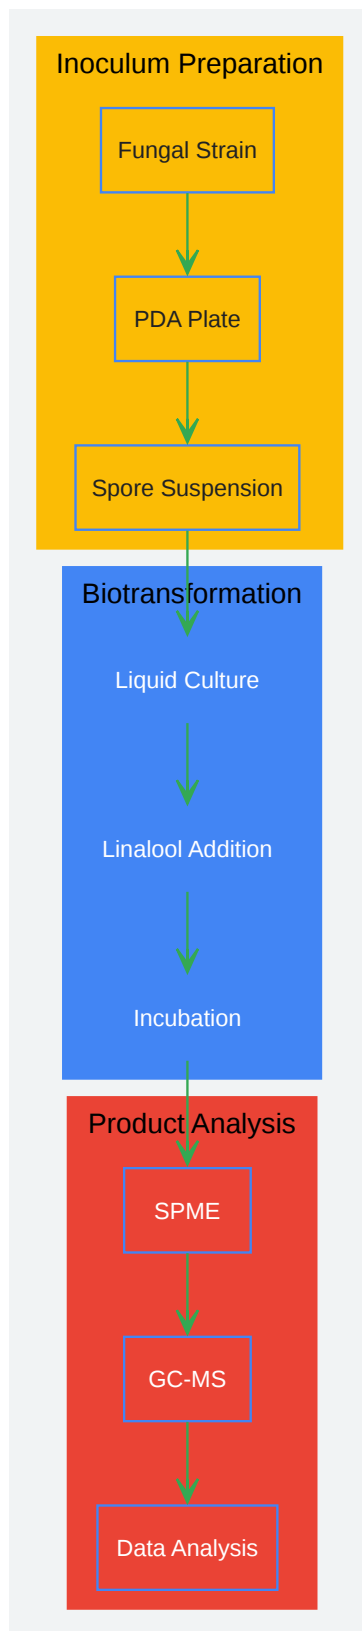 Inoculum Preparation
Fungal Strain
PDA Plate
Spore Suspension
Biotransformation
Liquid Culture
Linalool Addition
Incubation
Product Analysis
SPME
GC-MS
Data Analysis